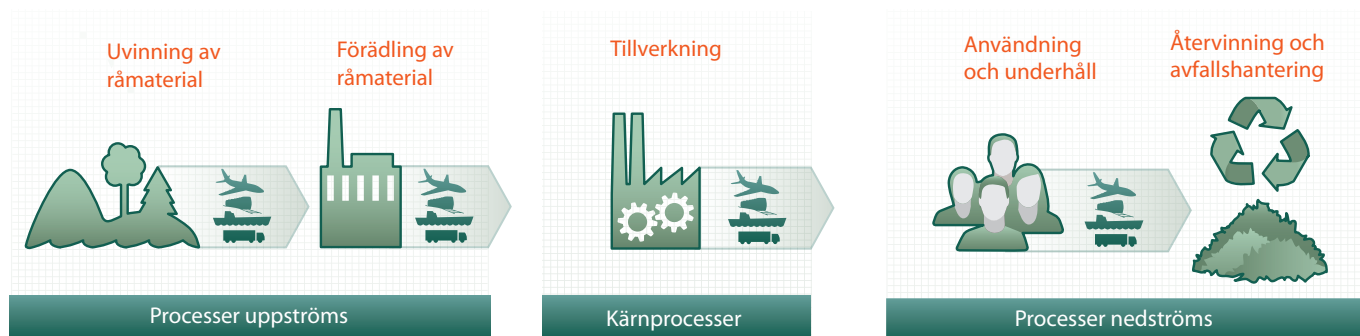 Uvinning av
råmaterial
Förädling av
råmaterial
Tillverkning
Användning
och underhåll
Återvinning och
avfallshantering
Processer uppströms
Kärnprocesser
Processer nedströms